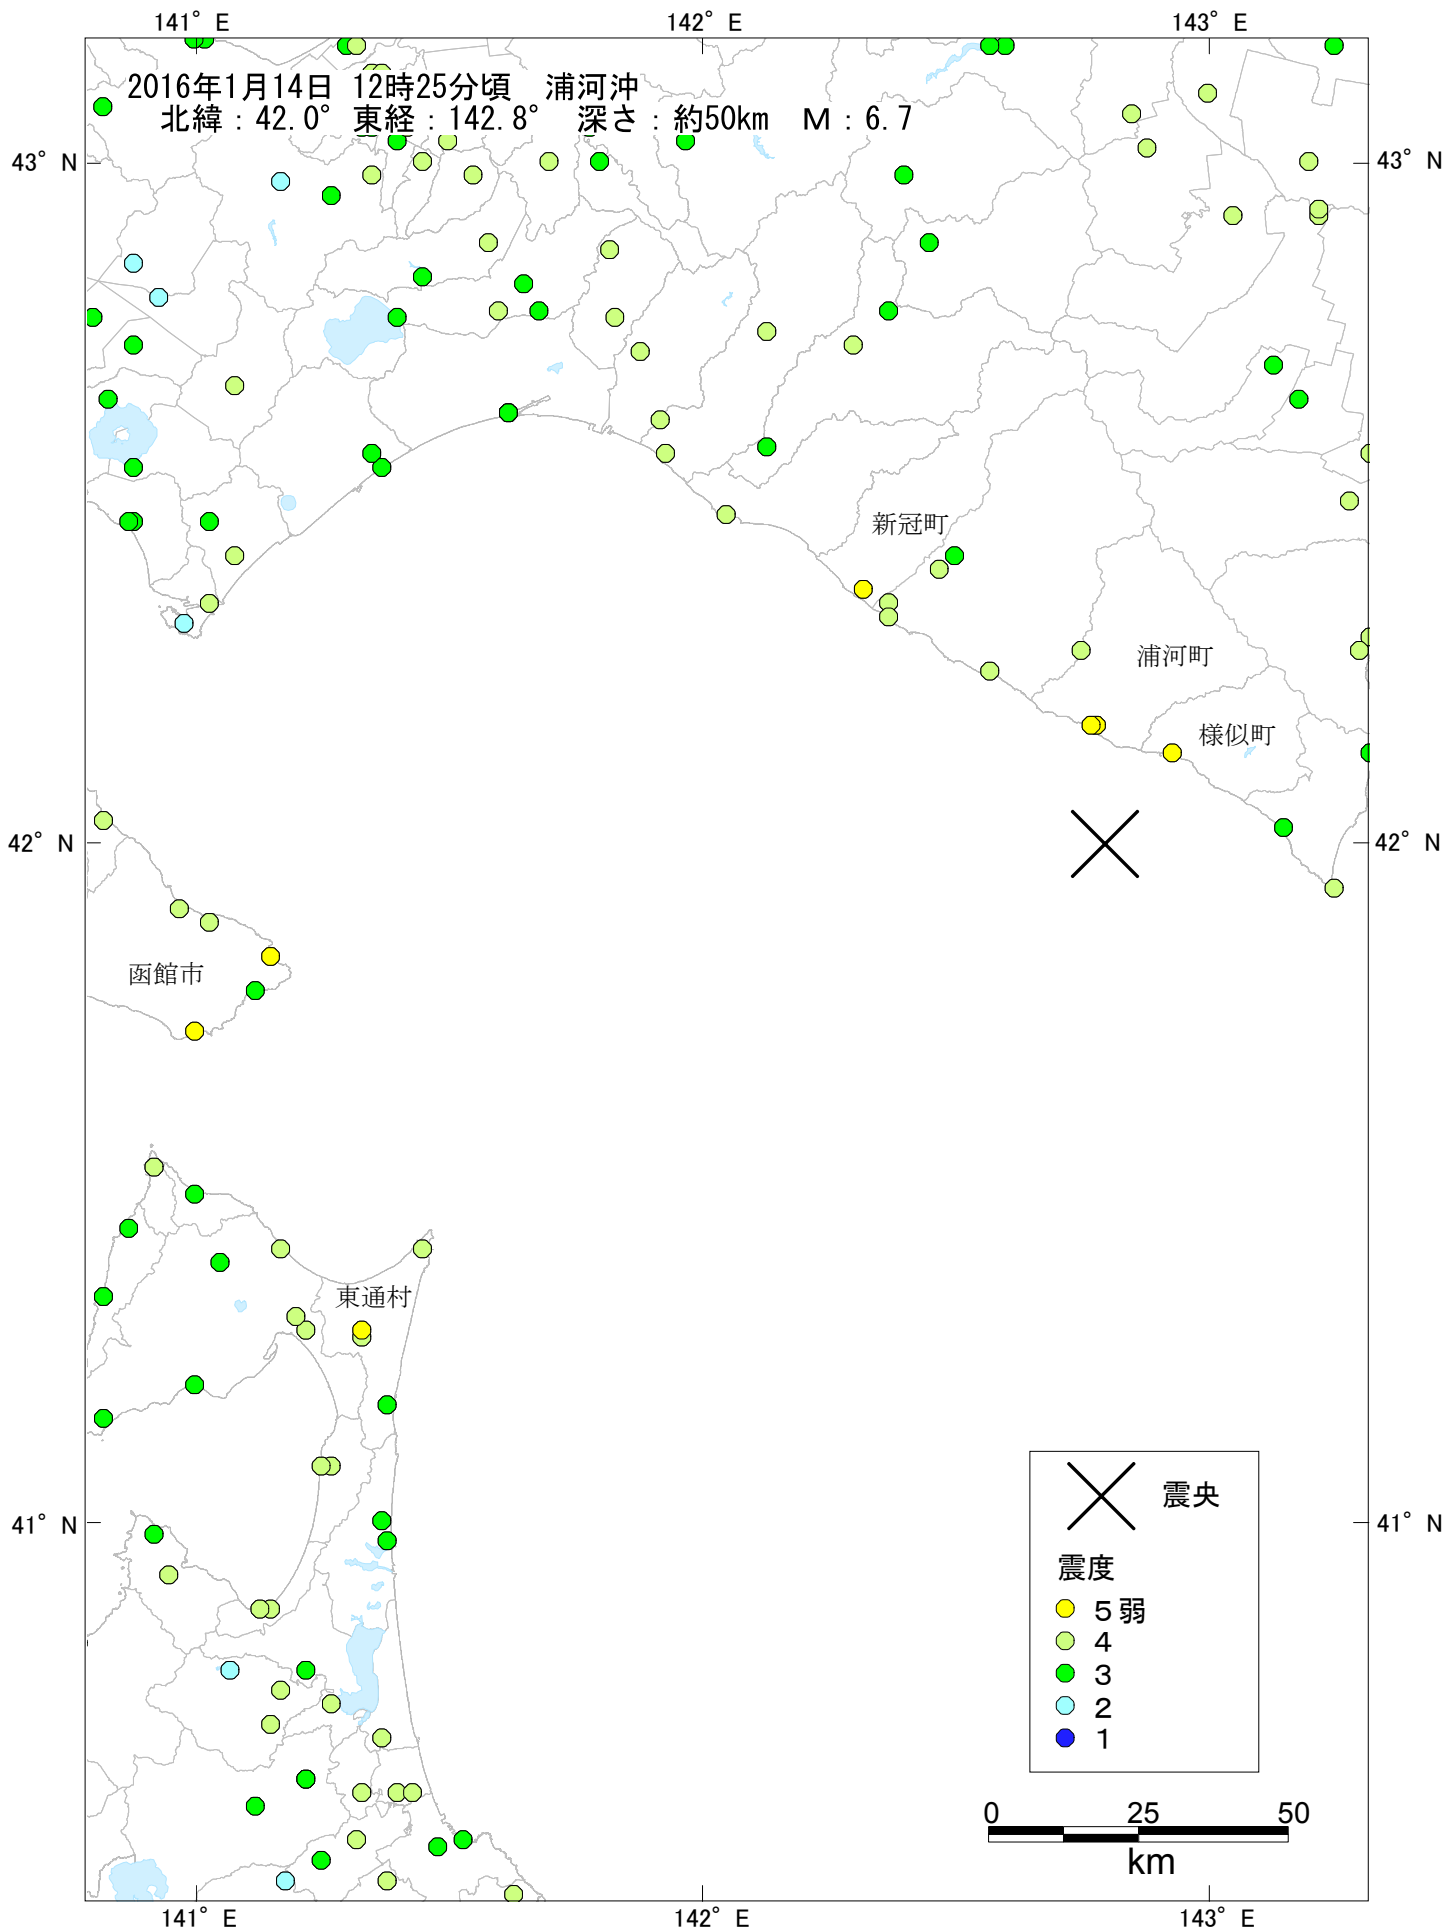 141° E 142° E 143° E
2016年1月14日 12時25分頃 浦河沖
北緯：42.0° 東経：142.8° 深さ：約50km M：6.7
43° N 43° N
新冠町
浦河町
様似町
42° N 42° N
函館市
東通村
41° N 41° N
震央
震度
5弱
4
3
2
1
0 25 50
km
141° E 142° E 143° E